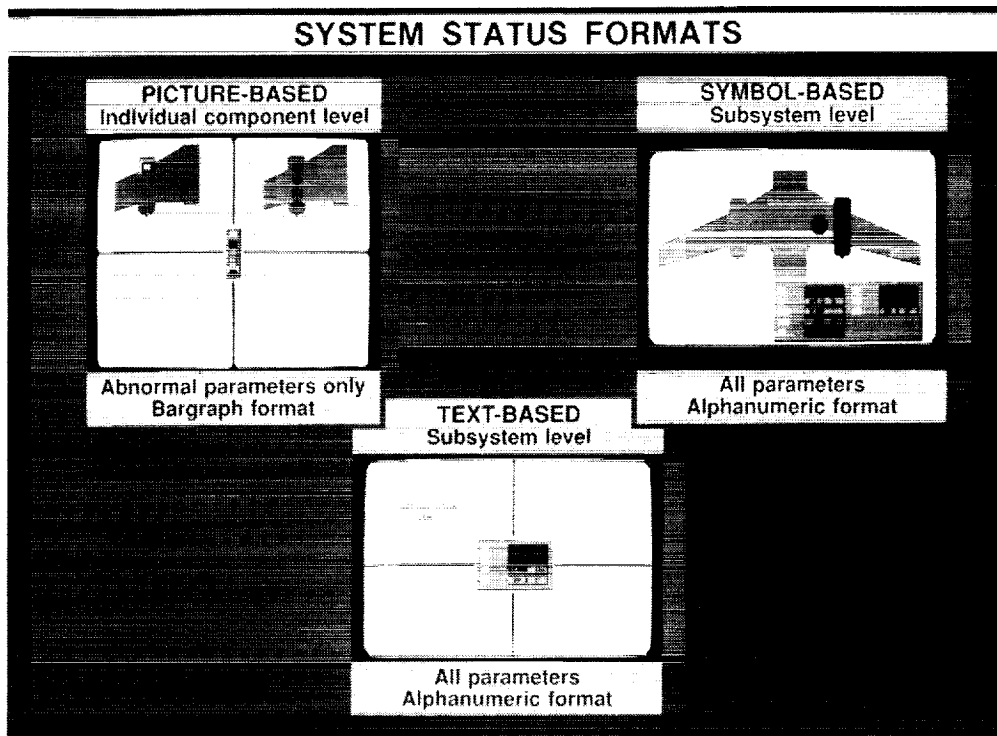 SYSTEM STATUS FORMATS
PICTURE-BASED
Individual component level
Abnormal parameters only
Bargraph format
SYMBOL-BASED
Subsystem level
All parameters
Alphanumeric format
TEXT-BASED
Subsystem level
All parameters
Alphanumeric format